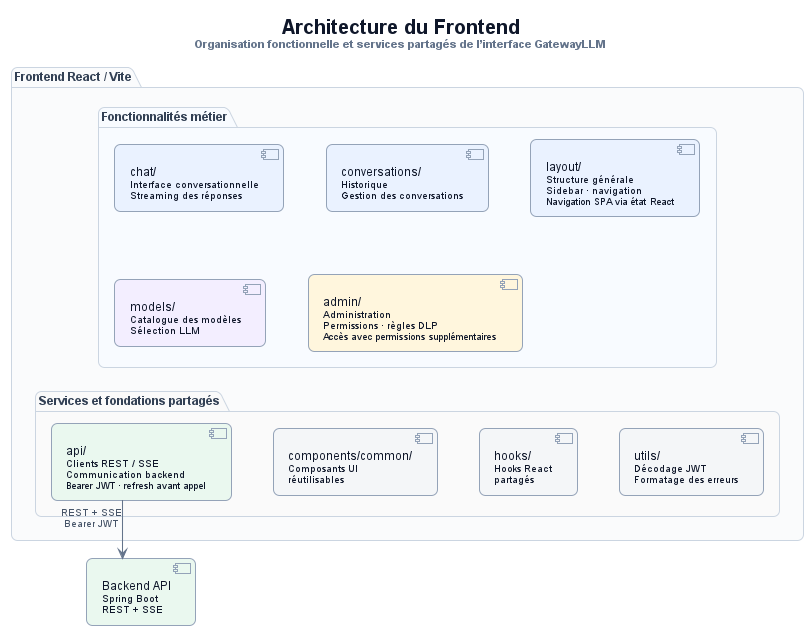 Architecture du Frontend
Organisation fonctionnelle et services partagés de l'interface GatewayLLM
Frontend React / Vite
Fonctionnalités métier
chat/
Interface conversationnelle
Streaming des réponses
conversations/
Historique
Gestion des conversations
layout/
Structure générale
Sidebar · navigation
Navigation SPA via état React
models/
Catalogue des modèles
Sélection LLM
admin/
Administration
Permissions · règles DLP
Accès avec permissions supplémentaires
Services et fondations partagés
api/
Clients REST / SSE
Communication backend
Bearer JWT · refresh avant appel
components/common/
Composants UI
réutilisables
hooks/
Hooks React
partagés
utils/
Décodage JWT
Formatage des erreurs
REST + SSE
Bearer JWT
Backend API
Spring Boot
REST + SSE